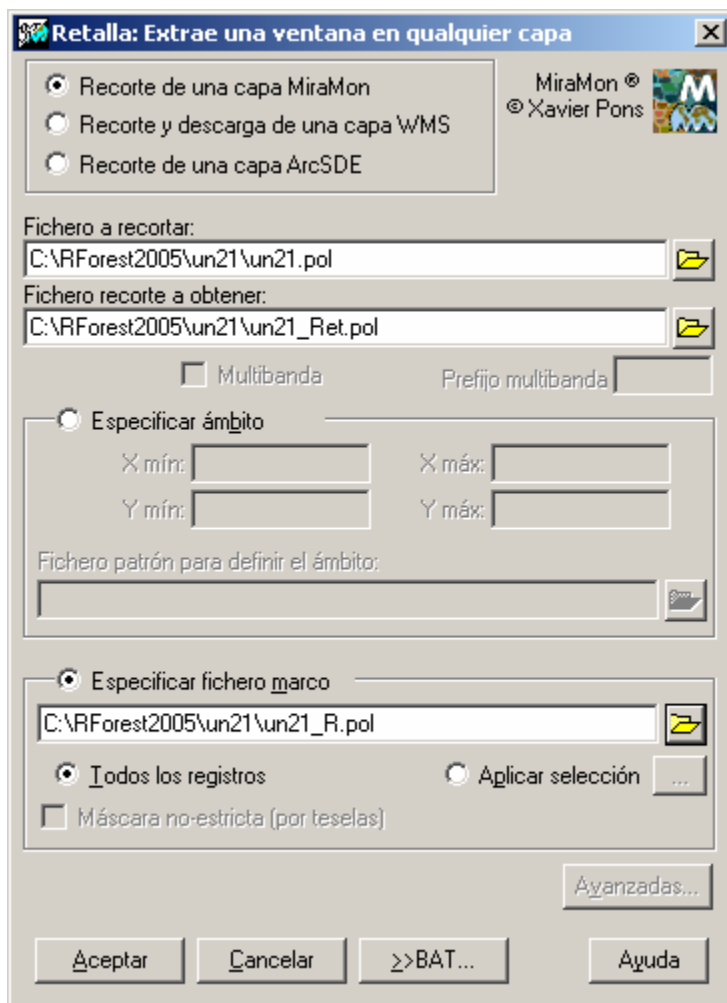 Retalla: Extrae una ventana en qualquier capa
Recorte de una capa MiraMon
Recorte y descarga de una capa WMS
Recorte de una capa ArcSDE
MiraMon ®
© Xavier Pons
Fichero a recortar:
C:\RForest2005\un21\un21.pol
Fichero recorte a obtener:
C:\RForest2005\un21\un21_Ret.pol
Multibanda
Prefijo multibanda
Especificar ámbito
X mín:
X máx:
Y mín:
Y máx:
Fichero patrón para definir el ámbito:
Especificar fichero marco
C:\RForest2005\un21\un21_R.pol
Todos los registros
Aplicar selección
...
Máscara no-estricta (por teselas)
Avanzadas...
Aceptar
Cancelar
>>BAT...
Ayuda